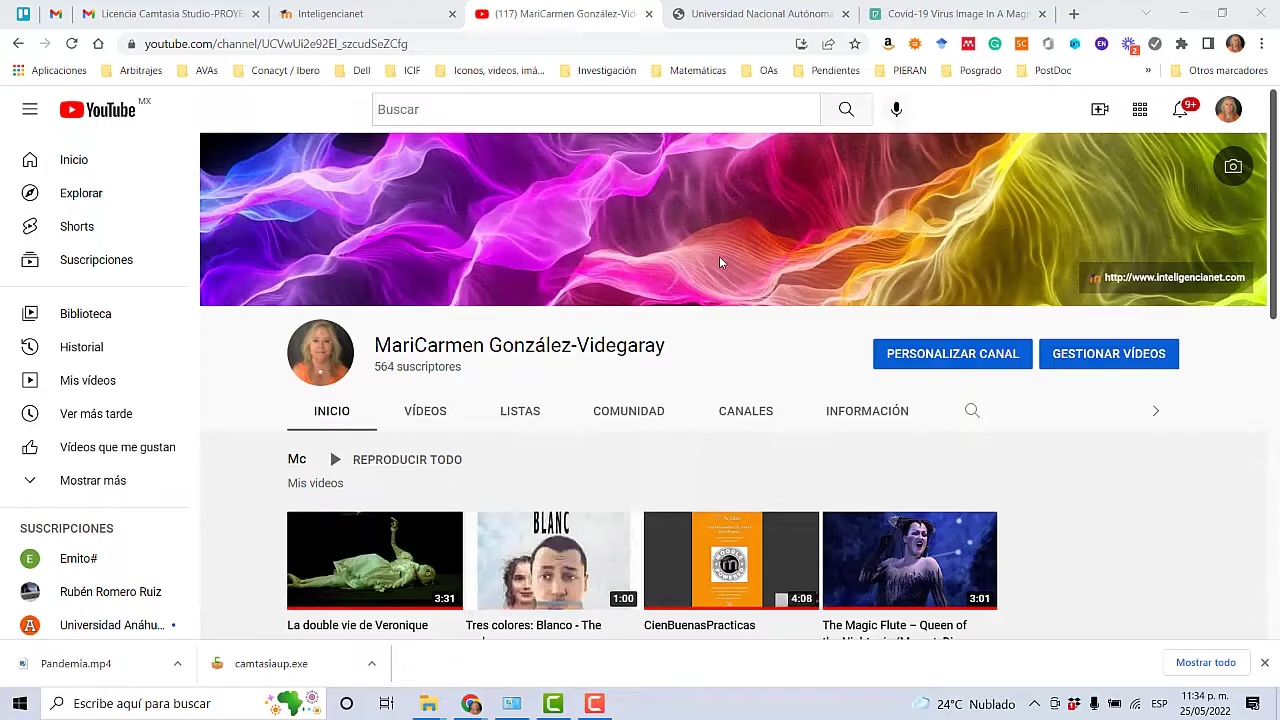 Licencia Camtasia Studio-PROYE
Inteligencianet
(117) MariCarmen González-Vid
Universidad Nacional Autónoma
Covid-19 Virus Image In A Magn
youtube.com/channel/UCVwUi2e92El_szcudSeZCfg
Aplicaciones
Arbitrajes
AVAs
Conacyt / Ibero
Dell
ICIF
Iconos, videos, imá...
Investigación
Matemáticas
OAs
Pendientes
PIERAN
Posgrado
PostDoc
»
Otros marcadores
YouTube MX
Buscar
9+
Inicio
Explorar
Shorts
Suscripciones
Biblioteca
Historial
Mis vídeos
Ver más tarde
Vídeos que me gustan
Mostrar más
SUSCRIPCIONES
Emito#
Rubén Romero Ruiz
Universidad Anáhu...
http://www.inteligencianet.com
MariCarmen González-Videgaray
564 suscriptores
PERSONALIZAR CANAL
GESTIONAR VÍDEOS
INICIO
VÍDEOS
LISTAS
COMUNIDAD
CANALES
INFORMACIÓN
Mc
REPRODUCIR TODO
Mis videos
3:31
BLANC
1:00
4:08
3:01
La double vie de Veronique
Tres colores: Blanco - The
CienBuenasPracticas
The Magic Flute – Queen of
Pandemia.mp4
camtasiaup.exe
Mostrar todo
Escribe aquí para buscar
24°C Nublado
ESP
11:34 p. m.
25/05/2022